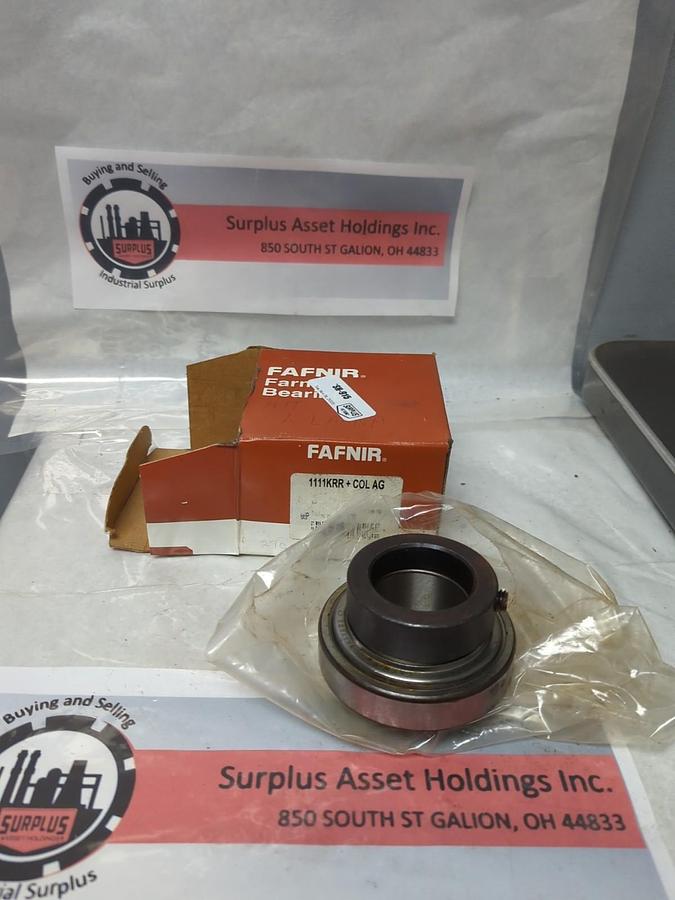 Buying and Selling
Surplus Asset Holdings Inc.
850 SOUTH ST GALION, OH 44833
SURPLUS
Industrial Surplus
FAFNIR®
Farm
SURPLUS
FAFNIR®
1111KRR + COL AG
Buying and Selling
Surplus Asset Holdings Inc.
850 SOUTH ST GALION, OH 44833
SURPLUS
ial Surplus